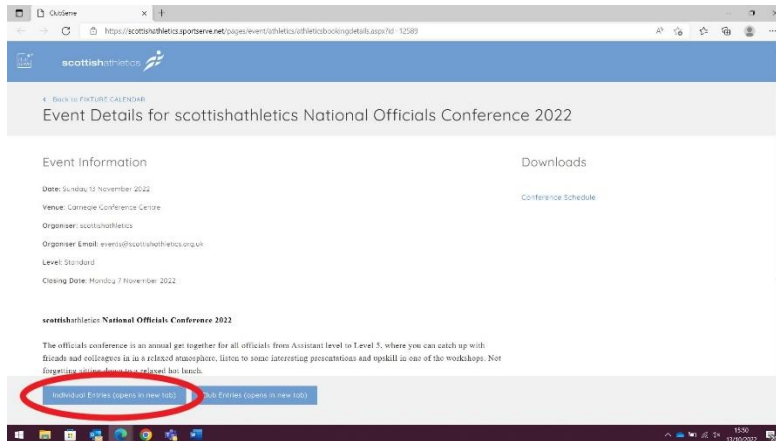 ClubServe
https://scottishathletics.sportserve.net/pages/event/athletics/athleticsbookingdetails.aspx?id=12589
scottishathletics
Back to FIXTURE CALENDAR
Event Details for scottishathletics National Officials Conference 2022
Event Information
Downloads
Date: Sunday 13 November 2022
Conference Schedule
Venue: Carnegie Conference Centre
Organiser: scottishathletics
Organiser Email: events@scottishathletics.org.uk
Level: Standard
Closing Date: Monday 7 November 2022
scottishathletics National Officials Conference 2022
The officials conference is an annual get together for all officials from Assistant level to Level 5, where you can catch up with
friends and colleagues in in a relaxed atmosphere, listen to some interesting presentations and upskill in one of the workshops. Not
forgetting sitting down to a relaxed hot lunch.
Individual Entries (opens in new tab)
Club Entries (opens in new tab)
15:50
13/10/2022